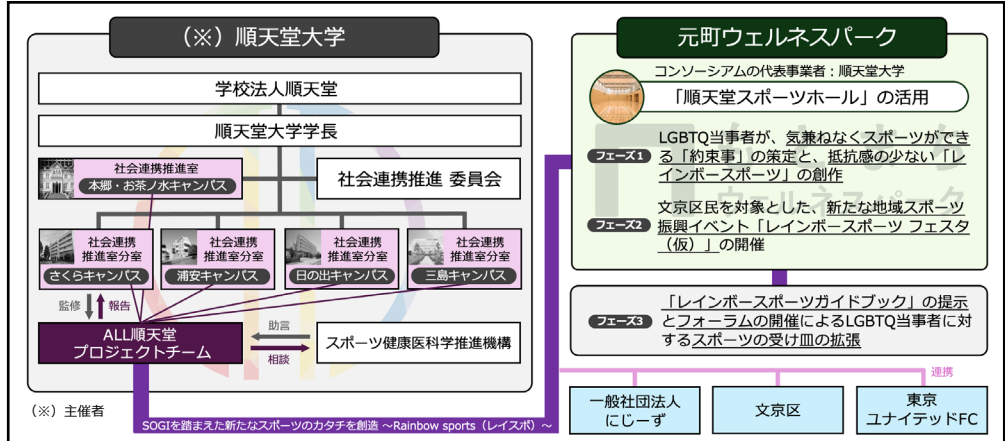 （※）順天堂大学
学校法人順天堂
順天堂大学学長
社会連携推進室
本郷・お茶ノ水キャンパス
社会連携推進 委員会
社会連携
推進室分室
さくらキャンパス
社会連携
推進室分室
浦安キャンパス
社会連携
推進室分室
日の出キャンパス
社会連携
推進室分室
三島キャンパス
監修
報告
ALL順天堂
プロジェクトチーム
助言
相談
スポーツ健康医科学推進機構
（※）主催者
SOGIを踏まえた新たなスポーツのカタチを創造 ～Rainbow sports（レイスポ）～
元町ウェルネスパーク
コンソーシアムの代表事業者：順天堂大学
「順天堂スポーツホール」の活用
フェーズ1
LGBTQ当事者が、気兼ねなくスポーツができ
る「約束事」の策定と、抵抗感の少ない「レ
インボースポーツ」の創作
フェーズ2
文京区民を対象とした、新たな地域スポーツ
振興イベント「レインボースポーツ フェスタ
（仮）」の開催
フェーズ3
「レインボースポーツガイドブック」の提示
とフォーラムの開催によるLGBTQ当事者に対
するスポーツの受け皿の拡張
連携
一般社団法人
にじーず
文京区
東京
ユナイテッドFC
もとまち
ウェルネスパーク